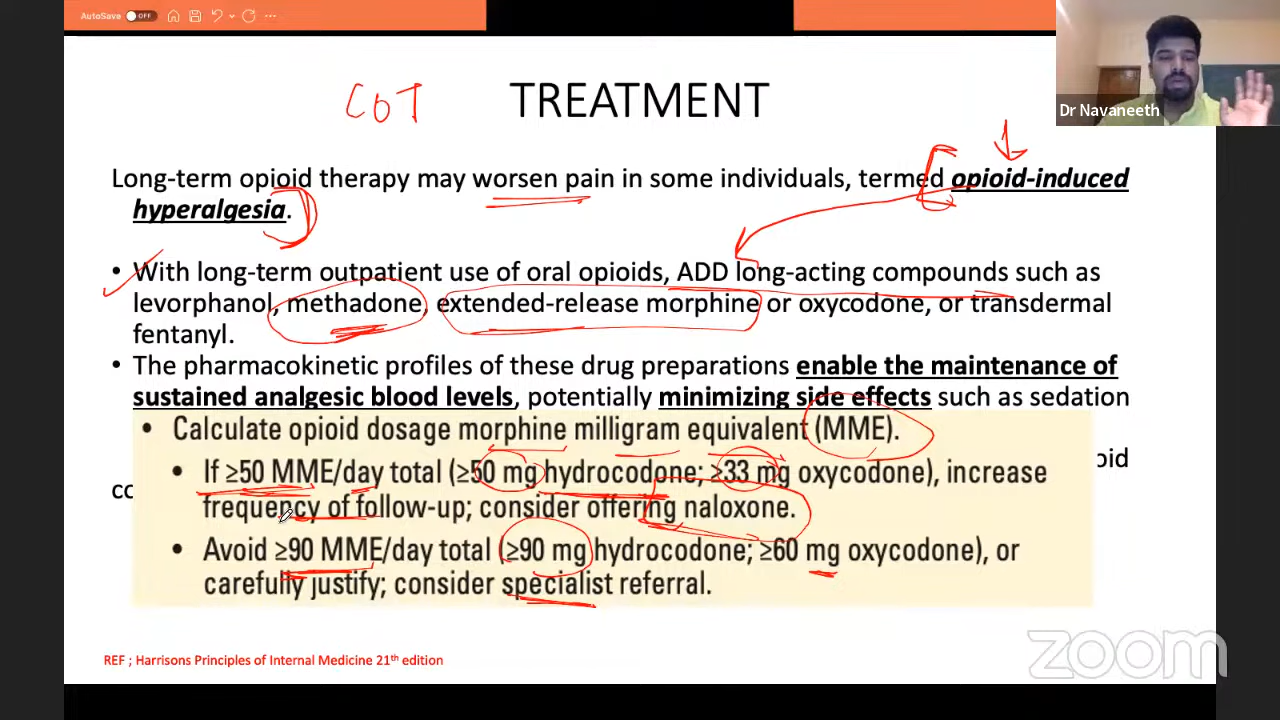 AutoSave OFF
COT
TREATMENT
Dr Navaneeth
Long-term opioid therapy may worsen pain in some individuals, termed opioid-induced
hyperalgesia.
• With long-term outpatient use of oral opioids, ADD long-acting compounds such as
levorphanol, methadone, extended-release morphine or oxycodone, or transdermal
fentanyl.
• The pharmacokinetic profiles of these drug preparations enable the maintenance of
sustained analgesic blood levels, potentially minimizing side effects such as sedation
• Calculate opioid dosage morphine milligram equivalent (MME).
• If ≥50 MME/day total (≥50 mg hydrocodone; ≥33 mg oxycodone), increase
frequency of follow-up; consider offering naloxone.
• Avoid ≥90 MME/day total (≥90 mg hydrocodone; ≥60 mg oxycodone), or
carefully justify; consider specialist referral.
REF ; Harrisons Principles of Internal Medicine 21th edition
zoom